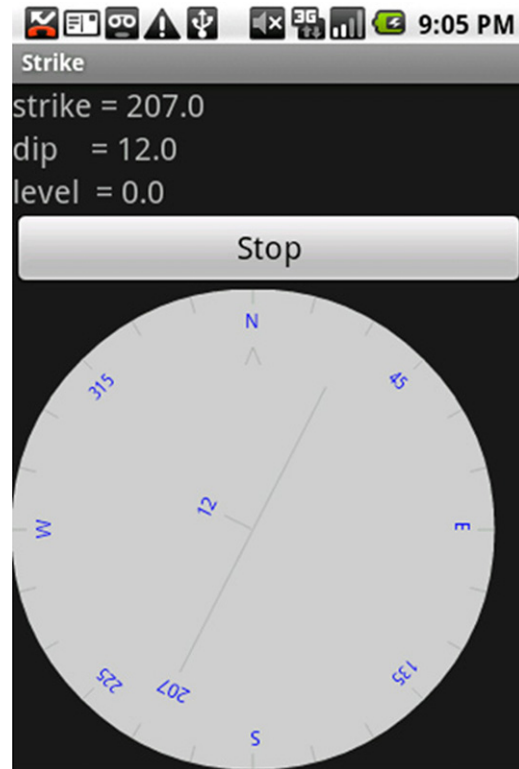 3G 9:05 PM
Strike
strike = 207.0
dip = 12.0
level = 0.0
Stop
N
315
45
12
W
E
225
207
135
S